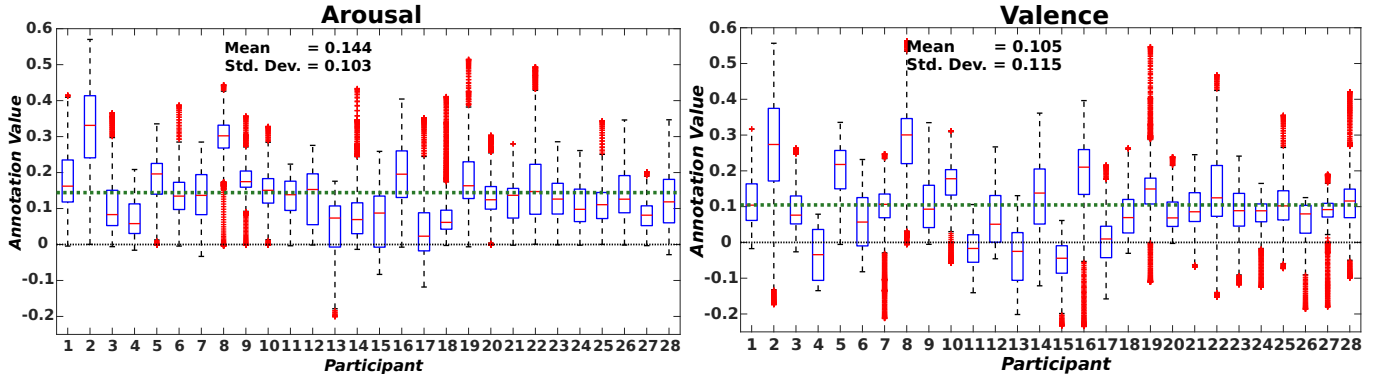 Arousal
Mean = 0.144
Std. Dev. = 0.103
Annotation Value
0.6
0.5
0.4
0.3
0.2
0.1
0
-0.1
-0.2
1 2 3 4 5 6 7 8 9 10 11 12 13 14 15 16 17 18 19 20 21 22 23 24 25 26 27 28
Participant
Valence
Mean = 0.105
Std. Dev. = 0.115
Annotation Value
0.6
0.5
0.4
0.3
0.2
0.1
0
-0.1
-0.2
1 2 3 4 5 6 7 8 9 10 11 12 13 14 15 16 17 18 19 20 21 22 23 24 25 26 27 28
Participant